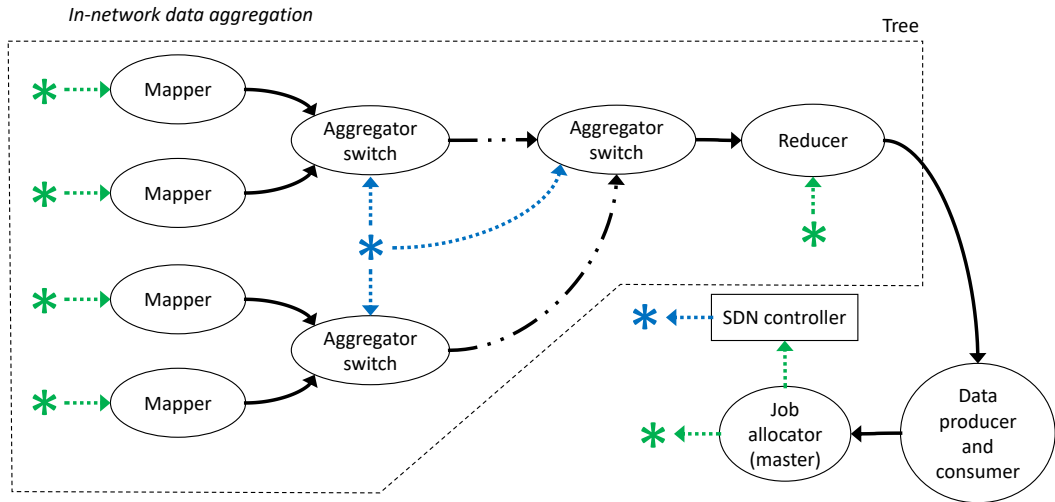 In-network data aggregation
Tree
Mapper
Aggregator
switch
Aggregator
switch
Reducer
Mapper
Mapper
SDN controller
Aggregator
switch
Mapper
Job
allocator
(master)
Data
producer
and
consumer